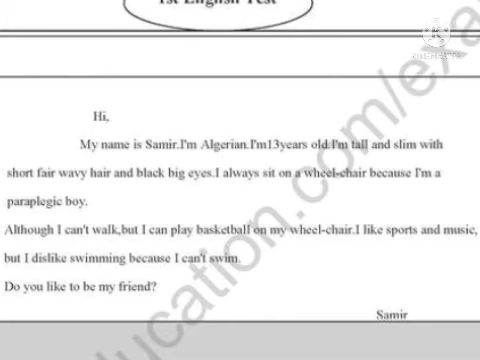 1st English Test
Hi,
My name is Samir.I'm Algerian.I'm13years old.I'm tall and slim with
short fair wavy hair and black big eyes.I always sit on a wheel-chair because I'm a
paraplegic boy.
Although I can't walk,but I can play basketball on my wheel-chair.I like sports and music,
but I dislike swimming because I can't swim.
Do you like to be my friend?
Samir
ducation.com/exa